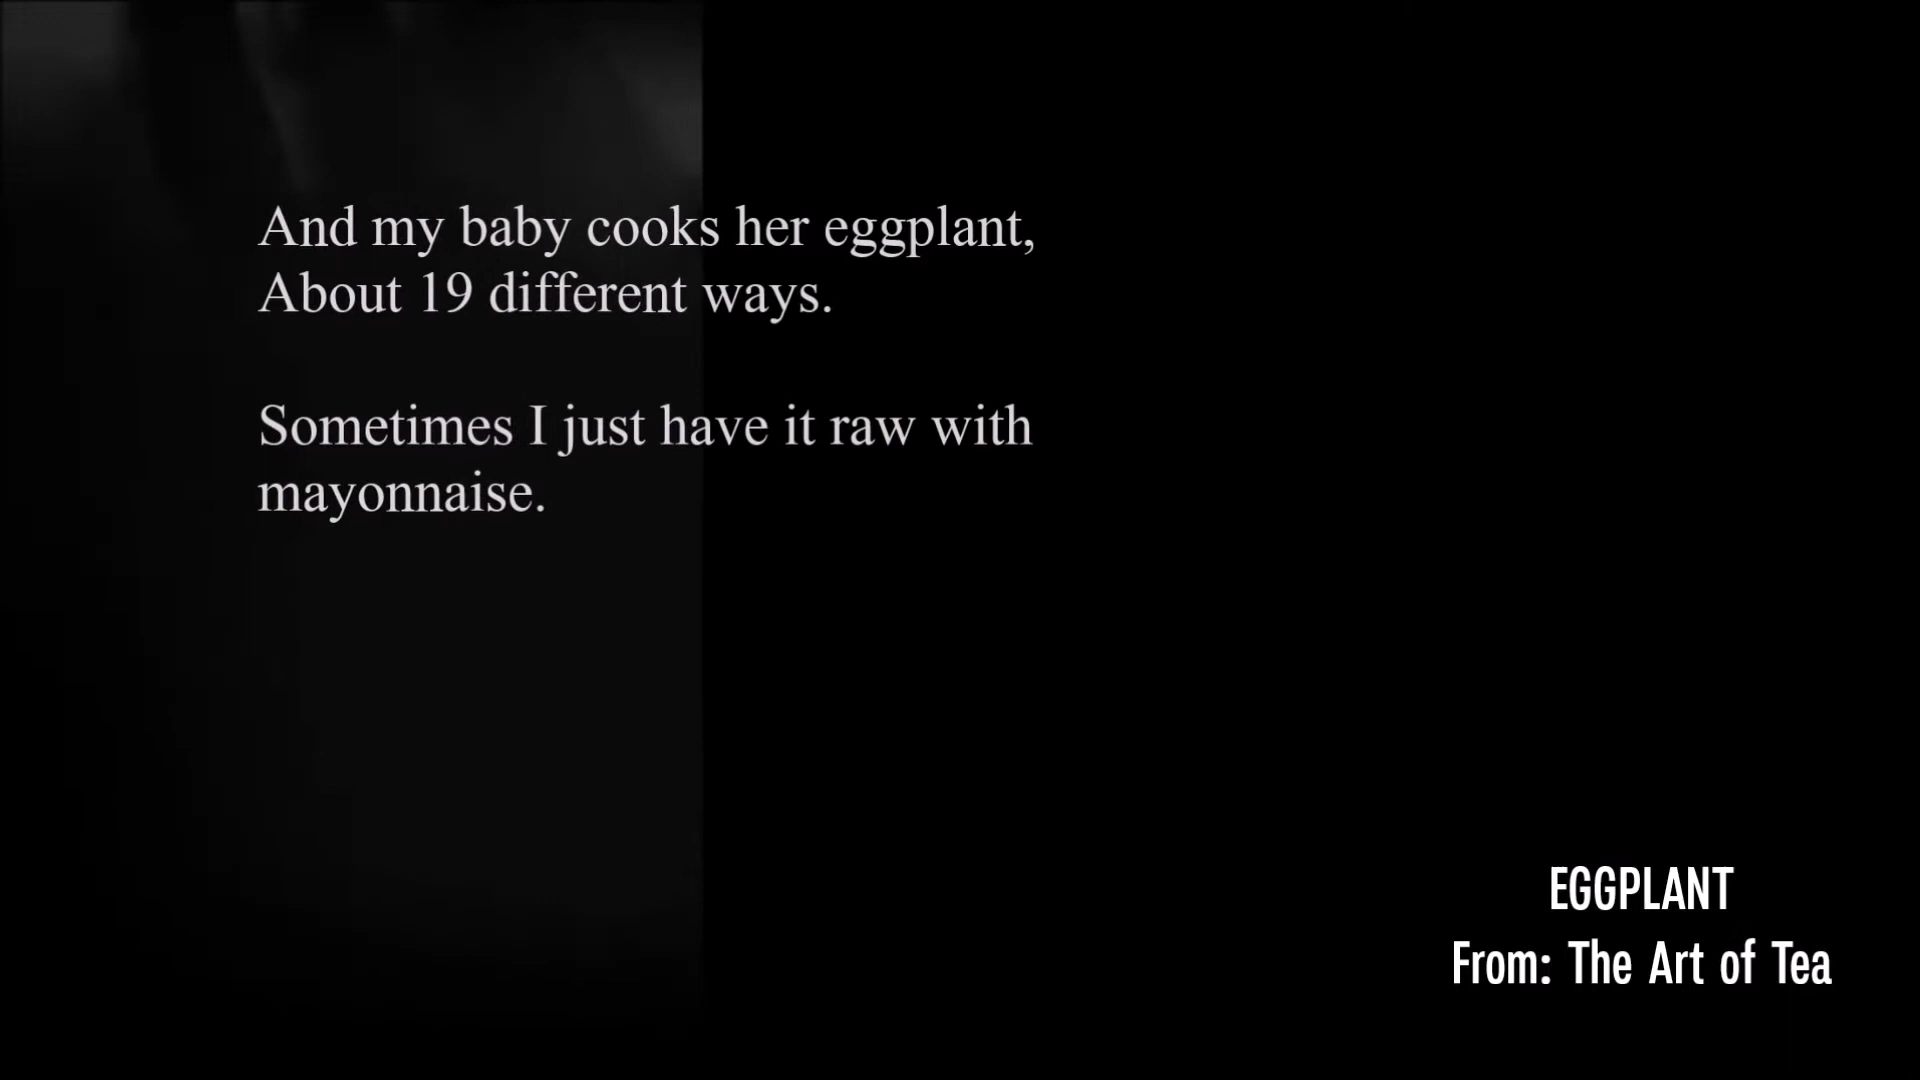 And my baby cooks her eggplant,
About 19 different ways.
Sometimes I just have it raw with
mayonnaise.
EGGPLANT
From: The Art of Tea